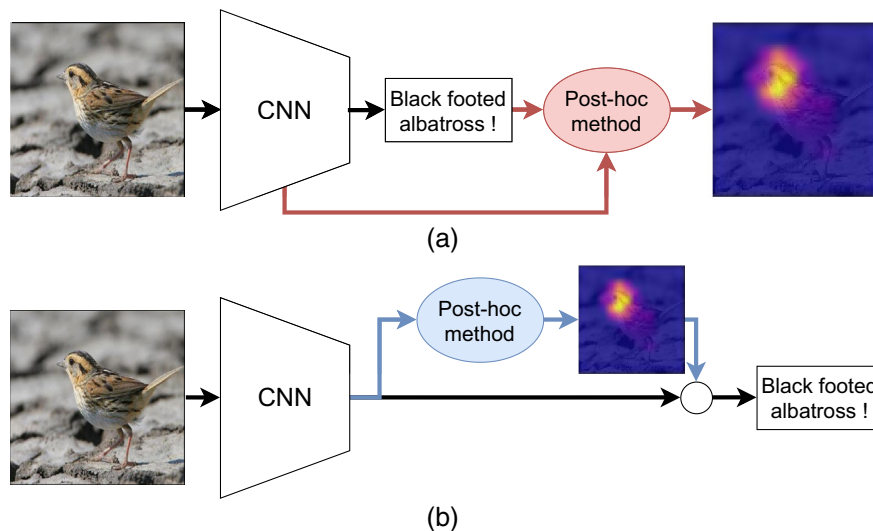 CNN
Black footed
albatross !
Post-hoc
method
(a)
Post-hoc
method
CNN
Black footed
albatross !
(b)